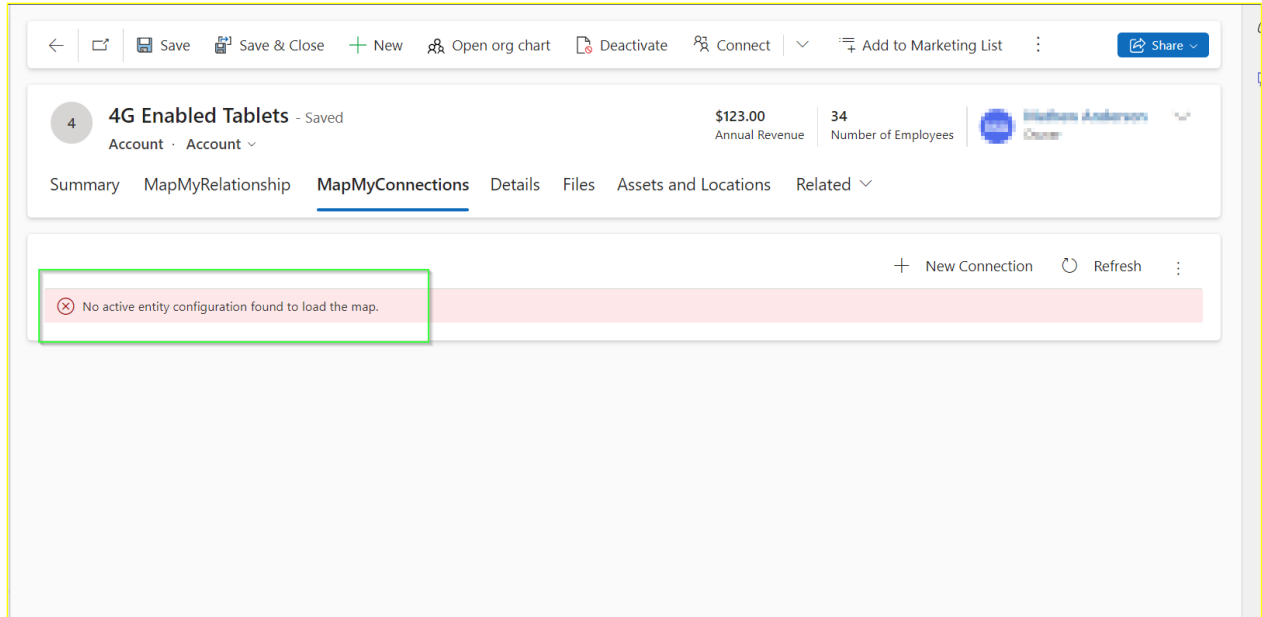 Save Save & Close New Open org chart Deactivate Connect Add to Marketing List Share
4 4G Enabled Tablets - Saved
Account · Account
$123.00
Annual Revenue
34
Number of Employees
Summary MapMyRelationship MapMyConnections Details Files Assets and Locations Related
New Connection Refresh
No active entity configuration found to load the map.